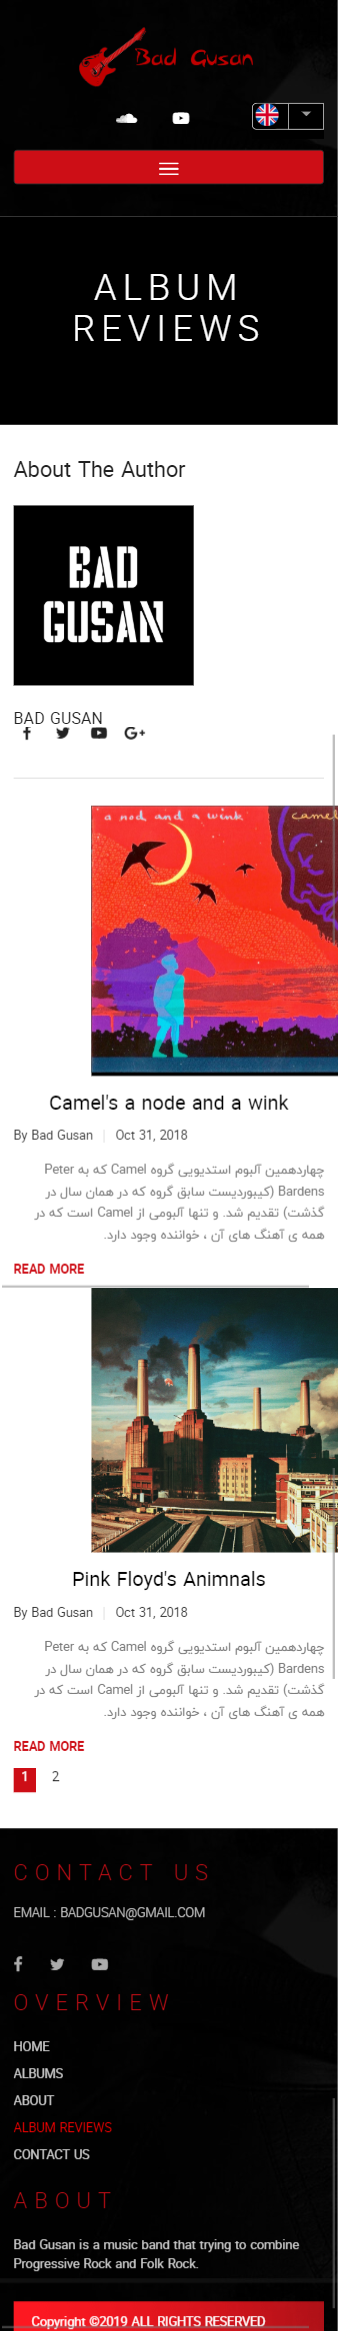 Bad Gusan
ALBUM
REVIEWS
About The Author
BAD
GUSAN
BAD GUSAN
a nod and a wink camel
Camel's a node and a wink
By Bad Gusan | Oct 31, 2018
چهاردهمین آلبوم استدیویی گروه Camel که به Peter
Bardens (کیبوردیست سابق گروه که در همان سال در
گذشت) تقدیم شد. و تنها آلبومی از Camel است که در
همه ی آهنگ های آن ، خواننده وجود دارد.
READ MORE
Pink Floyd's Animnals
By Bad Gusan | Oct 31, 2018
چهاردهمین آلبوم استدیویی گروه Camel که به Peter
Bardens (کیبوردیست سابق گروه که در همان سال در
گذشت) تقدیم شد. و تنها آلبومی از Camel است که در
همه ی آهنگ های آن ، خواننده وجود دارد.
READ MORE
1 2
CONTACT US
EMAIL : BADGUSAN@GMAIL.COM
OVERVIEW
HOME
ALBUMS
ABOUT
ALBUM REVIEWS
CONTACT US
ABOUT
Bad Gusan is a music band that trying to combine
Progressive Rock and Folk Rock.
Copyright ©2019 ALL RIGHTS RESERVED